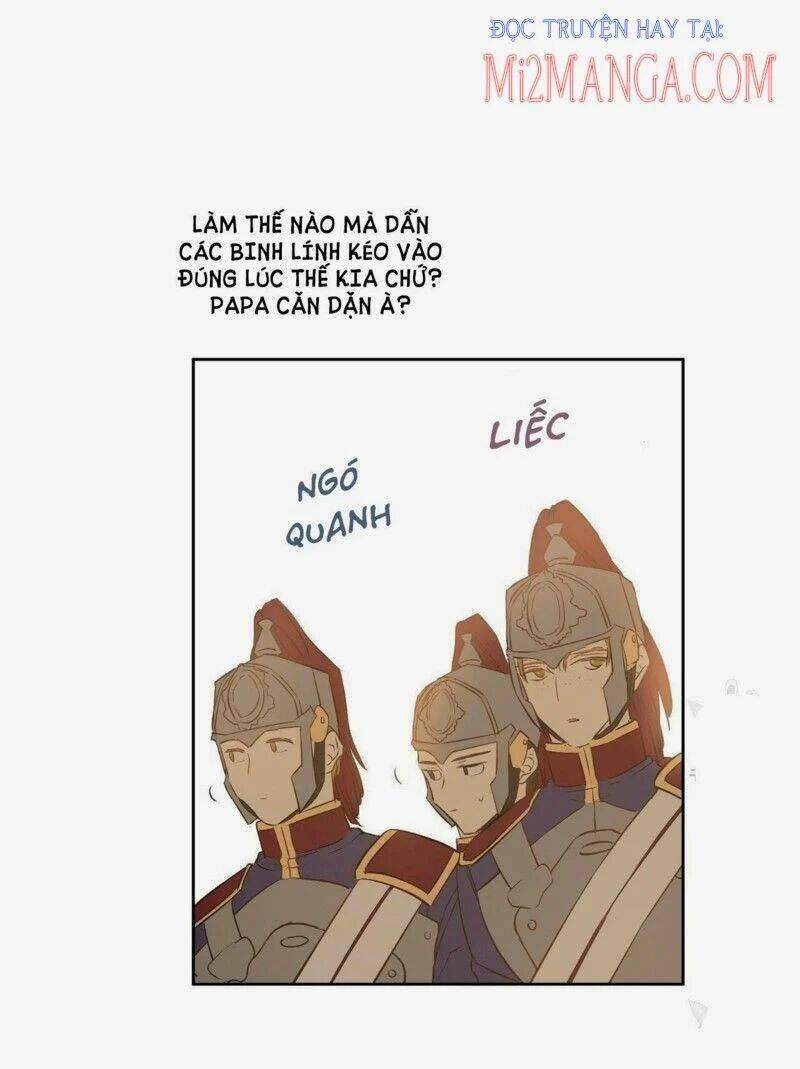 ĐỌC TRUYỆN HAY TẠI:
MI2MANGA.COM
LÀM THẾ NÀO MÀ DẪN
CÁC BINH LÍNH KÉO VÀO
ĐÚNG LÚC THẾ KIA CHỨ?
PAPA CĂN DẶN À?
LIẾC
NGÓ
QUANH